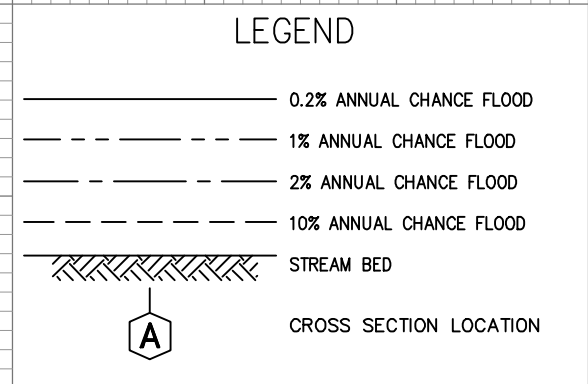 LEGEND
0.2% ANNUAL CHANCE FLOOD
1% ANNUAL CHANCE FLOOD
2% ANNUAL CHANCE FLOOD
10% ANNUAL CHANCE FLOOD
STREAM BED
A CROSS SECTION LOCATION